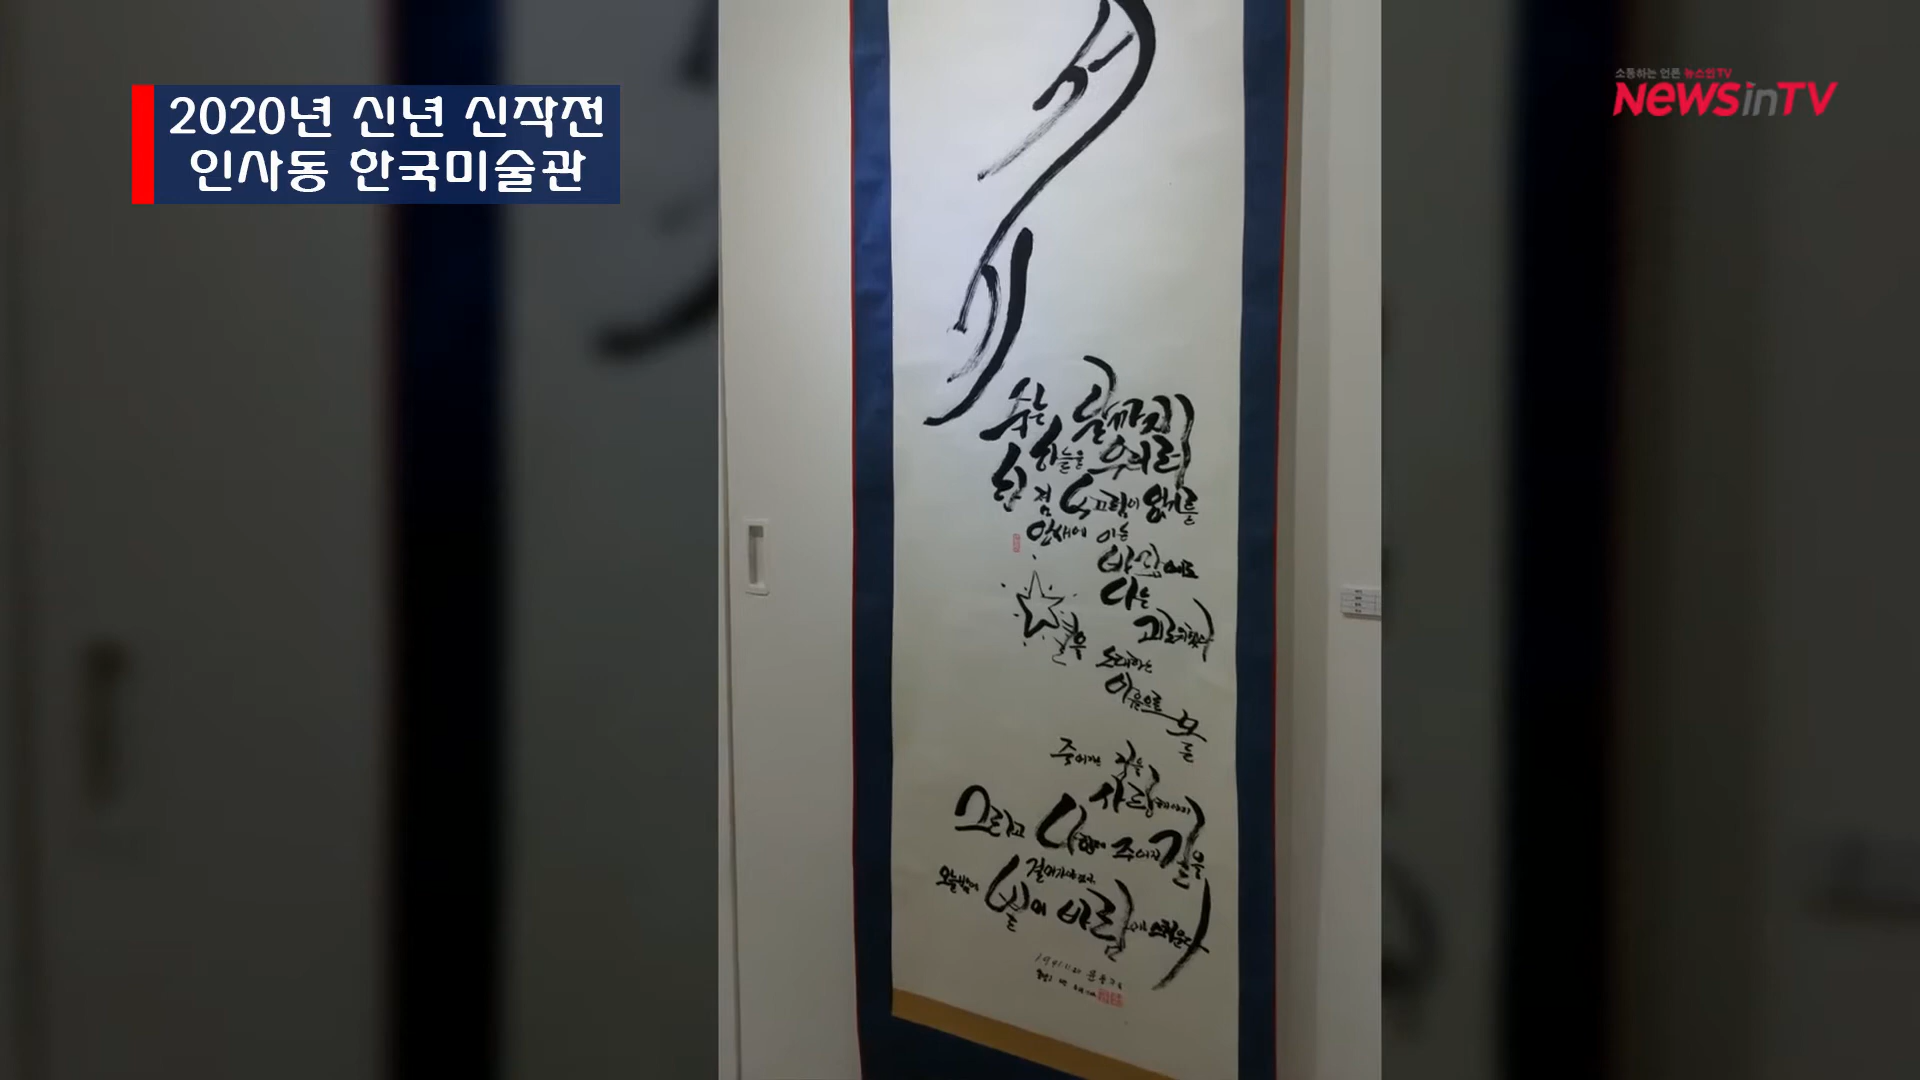 2020년 신년 신작전
인사동 한국미술관
소통하는 언론 뉴스인TV
NEWSinTV
서시
죽는 날까지
하늘을 우러러
한 점 부끄럼이 없기를
잎새에 이는
바람에도
나는
괴로워했다
별을 노래하는
마음으로 모든
죽어가는 것을
사랑해야지
그리고 나한테 주어진 길을
걸어가야겠다
오늘밤에 별이 바람에 스치운다
1941.11.20 윤동주